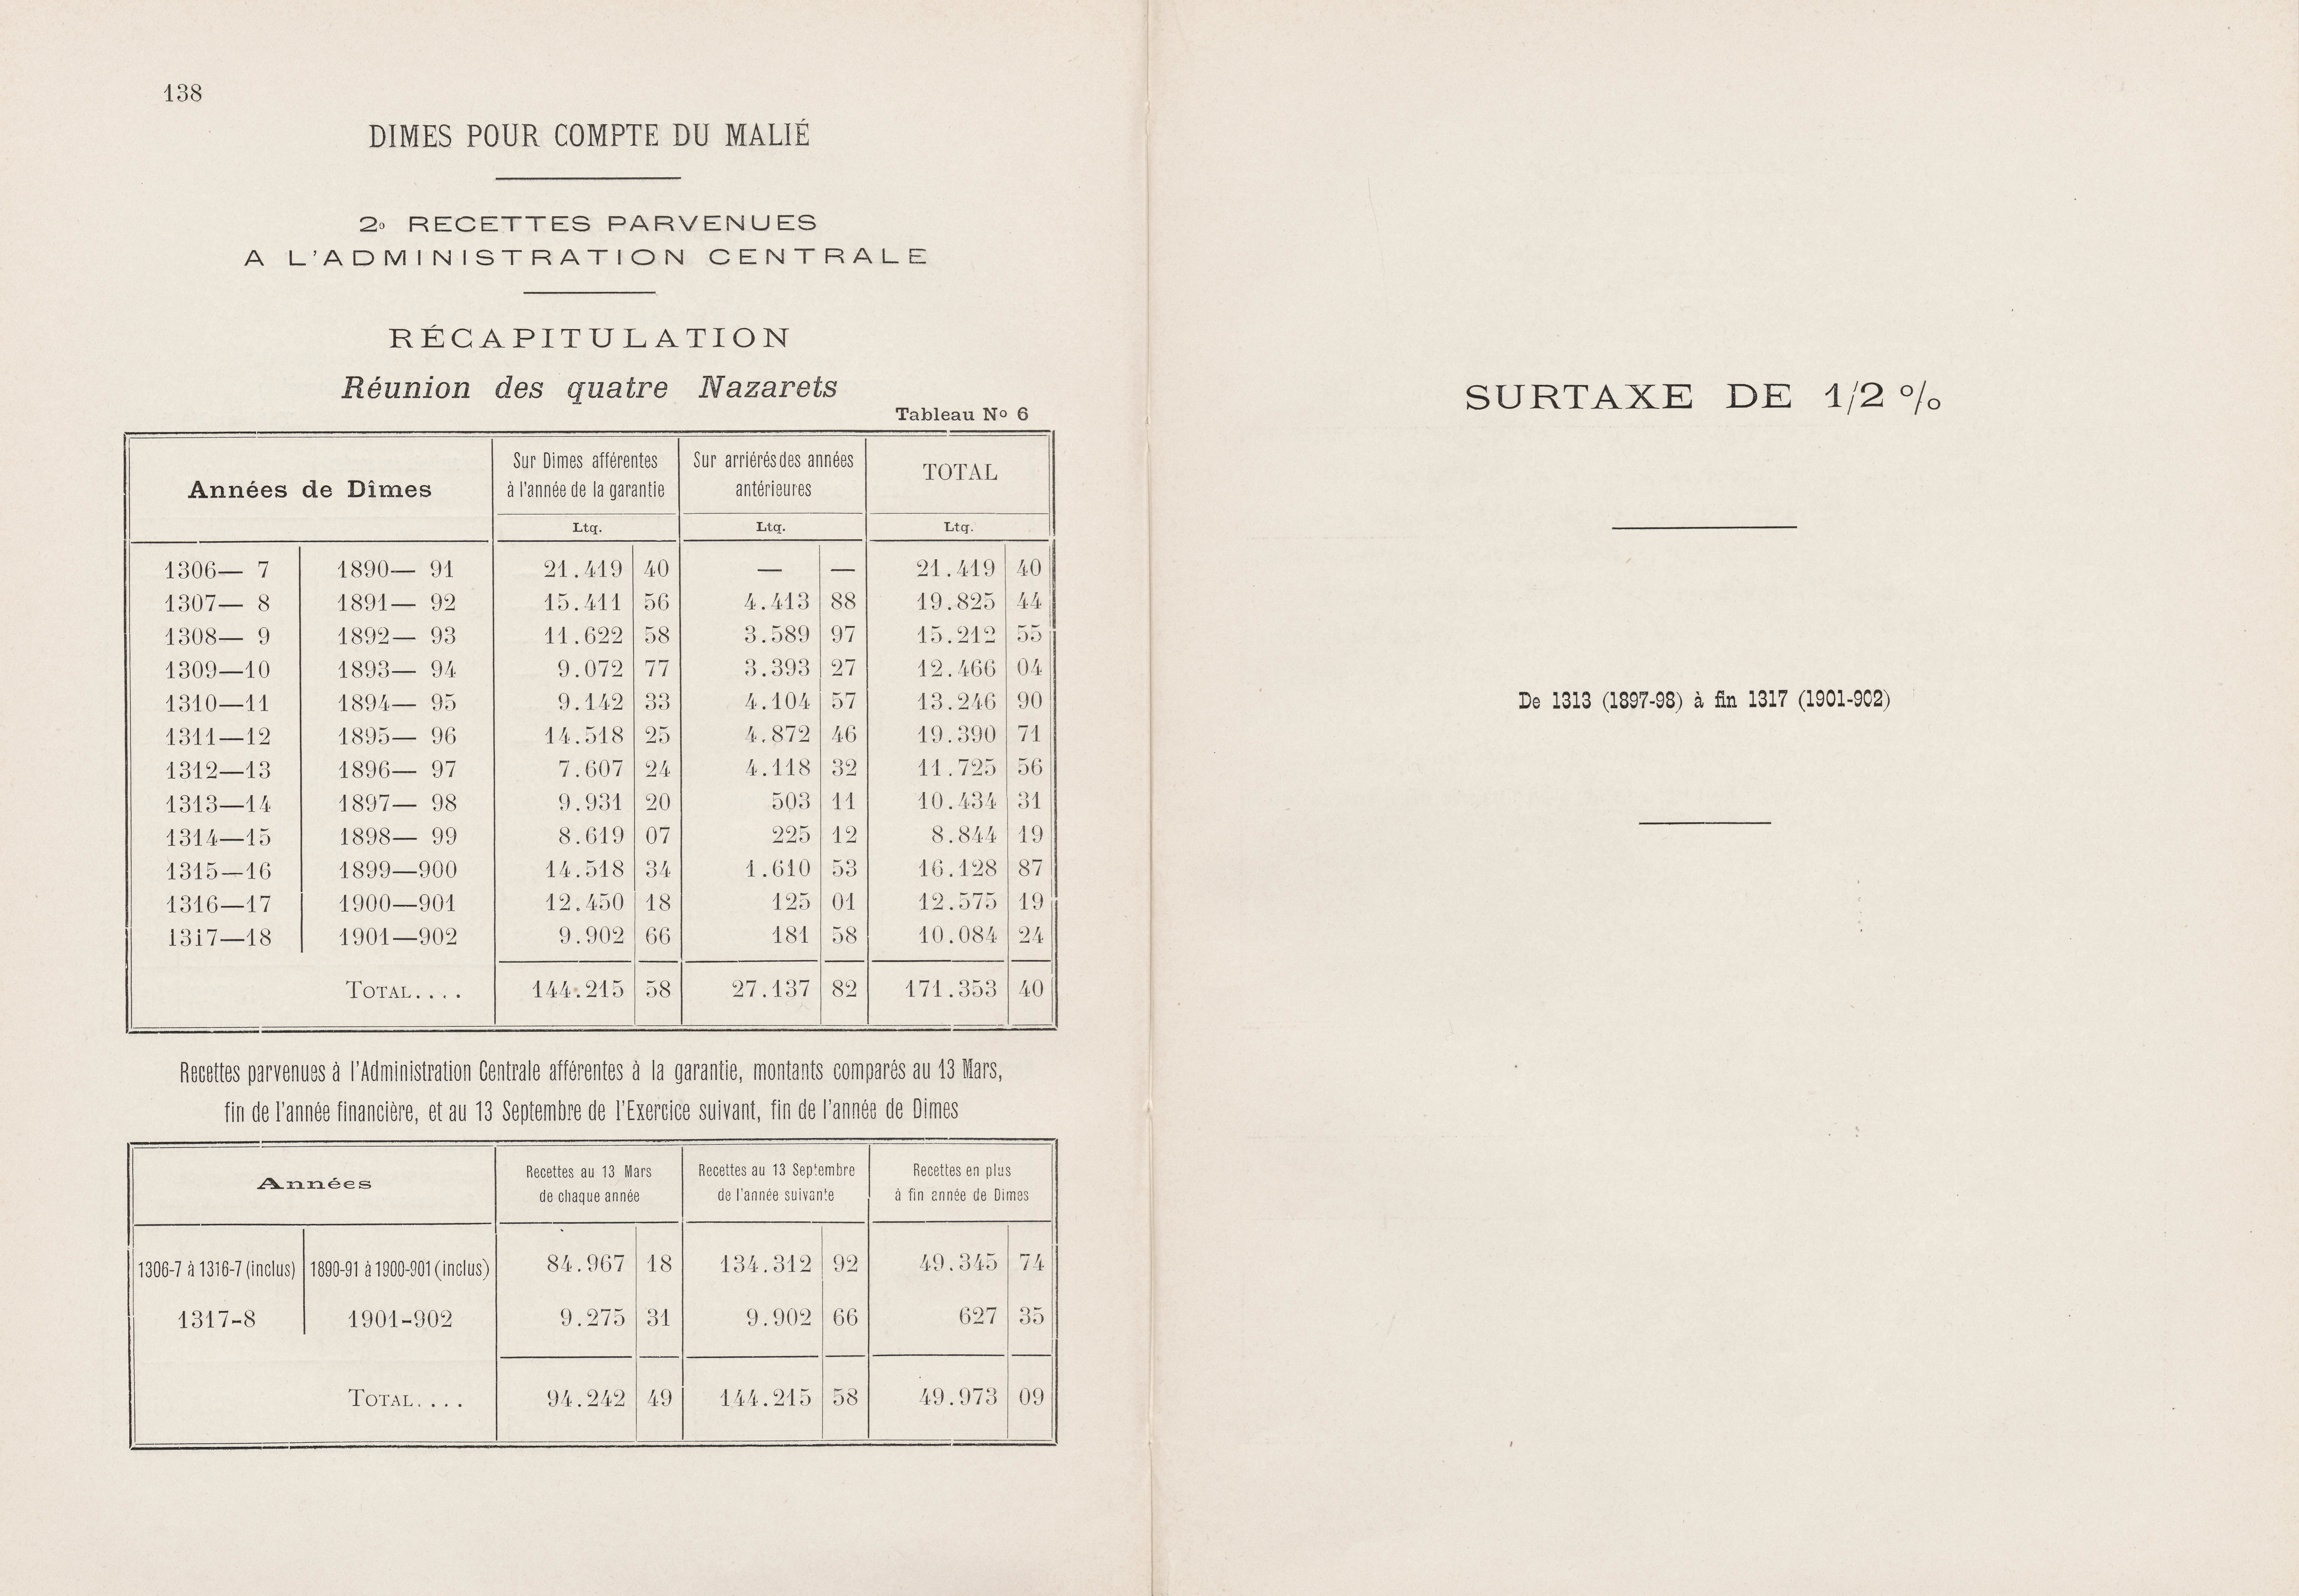 138
DIMES POUR COMPTE DU MALIÉ
2o RECETTES PARVENUES
A L'ADMINISTRATION CENTRALE
RÉCAPITULATION
Réunion des quatre Nazarets
Tableau No 6
Années de Dîmes | Sur Dimes afférentes à l'année de la garantie | Sur arriérés des années antérieures | TOTAL
Ltq. | Ltq. | Ltq.
1306— 7 | 1890— 91 | 21.419 40 | — — | 21.419 40
1307— 8 | 1891— 92 | 15.411 56 | 4.413 88 | 19.825 44
1308— 9 | 1892— 93 | 11.622 58 | 3.589 97 | 15.212 55
1309—10 | 1893— 94 | 9.072 77 | 3.393 27 | 12.466 04
1310—11 | 1894— 95 | 9.142 33 | 4.104 57 | 13.246 90
1311—12 | 1895— 96 | 14.518 25 | 4.872 46 | 19.390 71
1312—13 | 1896— 97 | 7.607 24 | 4.118 32 | 11.725 56
1313—14 | 1897— 98 | 9.931 20 | 503 11 | 10.434 31
1314—15 | 1898— 99 | 8.619 07 | 225 12 | 8.844 19
1315—16 | 1899—900 | 14.518 34 | 1.610 53 | 16.128 87
1316—17 | 1900—901 | 12.450 18 | 125 01 | 12.575 19
1317—18 | 1901—902 | 9.902 66 | 181 58 | 10.084 24
TOTAL.... | 144.215 58 | 27.137 82 | 171.353 40
Recettes parvenues à l'Administration Centrale afférentes à la garantie, montants comparés au 13 Mars,
fin de l'année financière, et au 13 Septembre de l'Exercice suivant, fin de l'année de Dimes
Années | Recettes au 13 Mars de chaque année | Recettes au 13 Septembre de l'année suivante | Recettes en plus à fin année de Dimes
1306-7 à 1316-7 (inclus) | 1890-91 à 1900-901 (inclus) | 84.967 18 | 134.312 92 | 49.345 74
1317-8 | 1901-902 | 9.275 31 | 9.902 66 | 627 35
TOTAL.... | 94.242 49 | 144.215 58 | 49.973 09
SURTAXE DE 1/2 %
De 1313 (1897-98) à fin 1317 (1901-902)